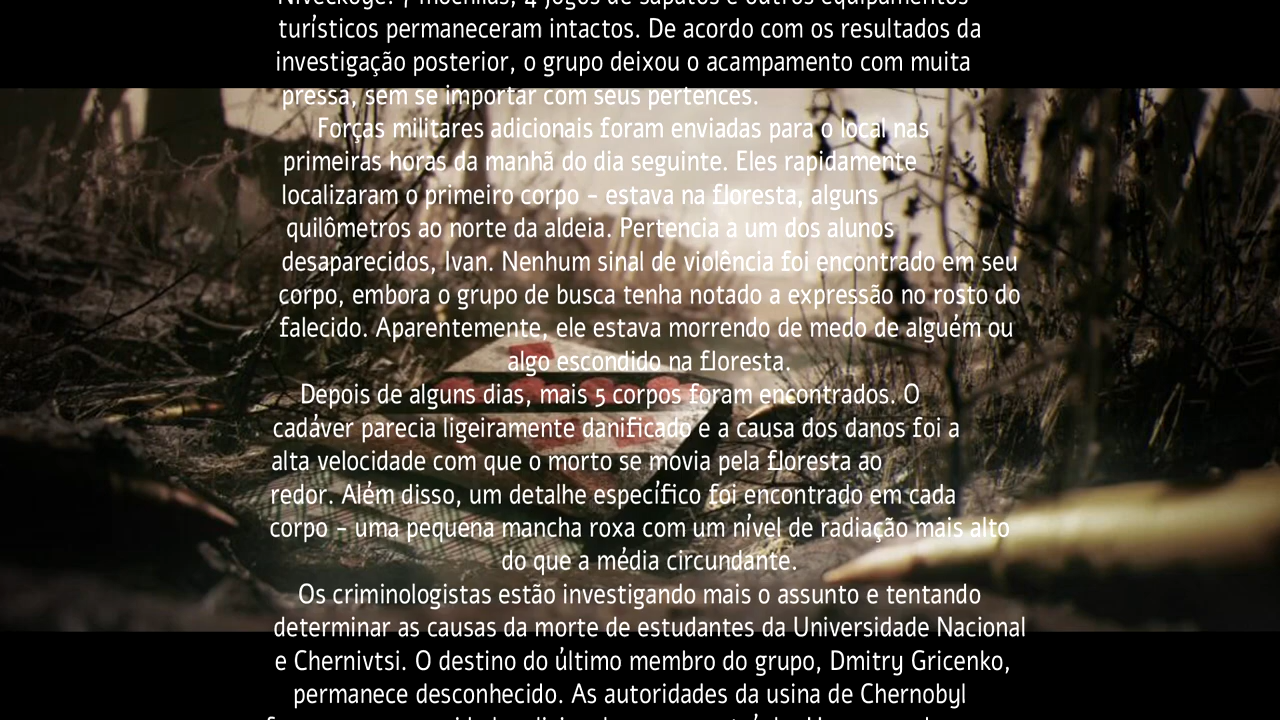 Niveckoye. 7 mochilas, 4 jogos de sapatos e outros equipamentos
turísticos permaneceram intactos. De acordo com os resultados da
investigação posterior, o grupo deixou o acampamento com muita
pressa, sem se importar com seus pertences.
Forças militares adicionais foram enviadas para o local nas
primeiras horas da manhã do dia seguinte. Eles rapidamente
localizaram o primeiro corpo - estava na floresta, alguns
quilômetros ao norte da aldeia. Pertencia a um dos alunos
desaparecidos, Ivan. Nenhum sinal de violência foi encontrado em seu
corpo, embora o grupo de busca tenha notado a expressão no rosto do
falecido. Aparentemente, ele estava morrendo de medo de alguém ou
algo escondido na floresta.
Depois de alguns dias, mais 5 corpos foram encontrados. O
cadáver parecia ligeiramente danificado e a causa dos danos foi a
alta velocidade com que o morto se movia pela floresta ao
redor. Além disso, um detalhe específico foi encontrado em cada
corpo - uma pequena mancha roxa com um nível de radiação mais alto
do que a média circundante.
Os criminologistas estão investigando mais o assunto e tentando
determinar as causas da morte de estudantes da Universidade Nacional
e Chernivtsi. O destino do último membro do grupo, Dmitry Gricenko,
permanece desconhecido. As autoridades da usina de Chernobyl